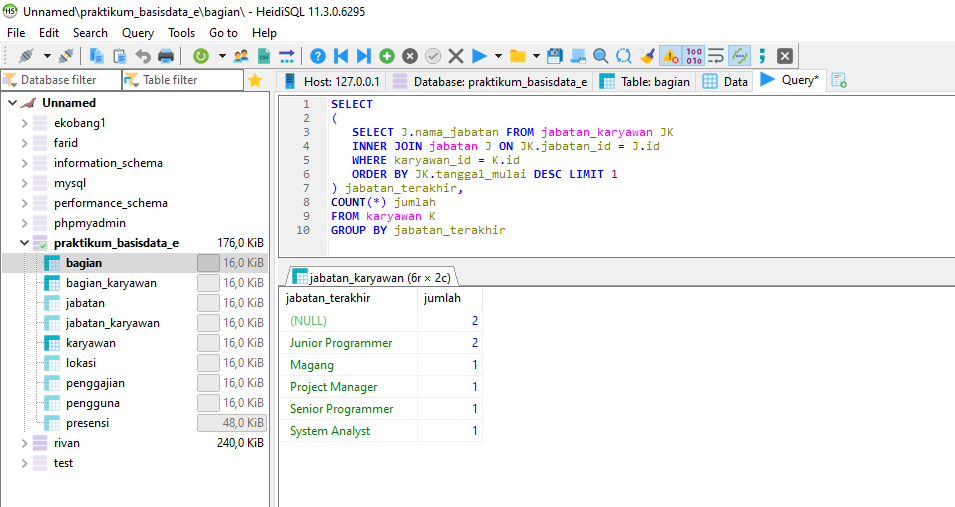 Unnamed\praktikum_basisdata_e\bagian\ - HeidiSQL 11.3.0.6295
File Edit Search Query Tools Go to Help
Database filter Table filter Host: 127.0.0.1 Database: praktikum_basisdata_e Table: bagian Data Query*
Unnamed
ekobang1
farid
information_schema
mysql
performance_schema
phpmyadmin
praktikum_basisdata_e 176,0 KiB
bagian 16,0 KiB
bagian_karyawan 16,0 KiB
jabatan 16,0 KiB
jabatan_karyawan 16,0 KiB
karyawan 16,0 KiB
lokasi 16,0 KiB
penggajian 16,0 KiB
pengguna 16,0 KiB
presensi 48,0 KiB
rivan 240,0 KiB
test
1 SELECT
2 (
3 SELECT J.nama_jabatan FROM jabatan_karyawan JK
4 INNER JOIN jabatan J ON JK.jabatan_id = J.id
5 WHERE karyawan_id = K.id
6 ORDER BY JK.tanggal_mulai DESC LIMIT 1
7 ) jabatan_terakhir,
8 COUNT(*) jumlah
9 FROM karyawan K
10 GROUP BY jabatan_terakhir
jabatan_karyawan (6r × 2c)
jabatan_terakhir jumlah
(NULL) 2
Junior Programmer 2
Magang 1
Project Manager 1
Senior Programmer 1
System Analyst 1